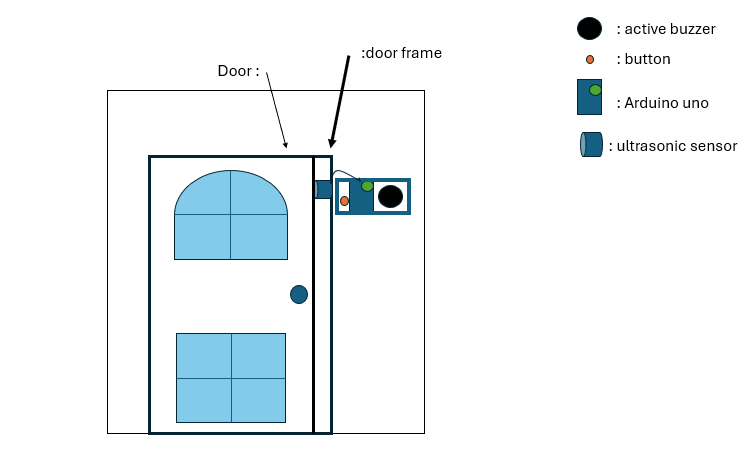 : active buzzer
:door frame
: button
Door :
: Arduino uno
: ultrasonic sensor